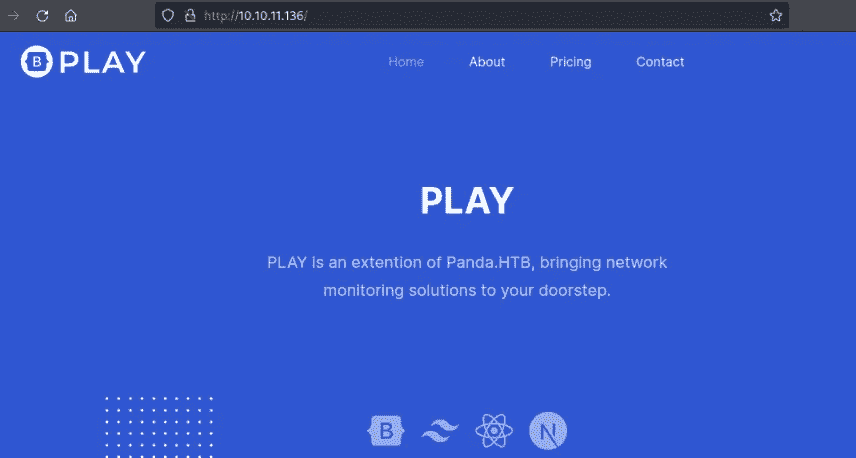 http://10.10.11.136/
B PLAY
Home About Pricing Contact
PLAY
PLAY is an extention of Panda.HTB, bringing network
monitoring solutions to your doorstep.
B N